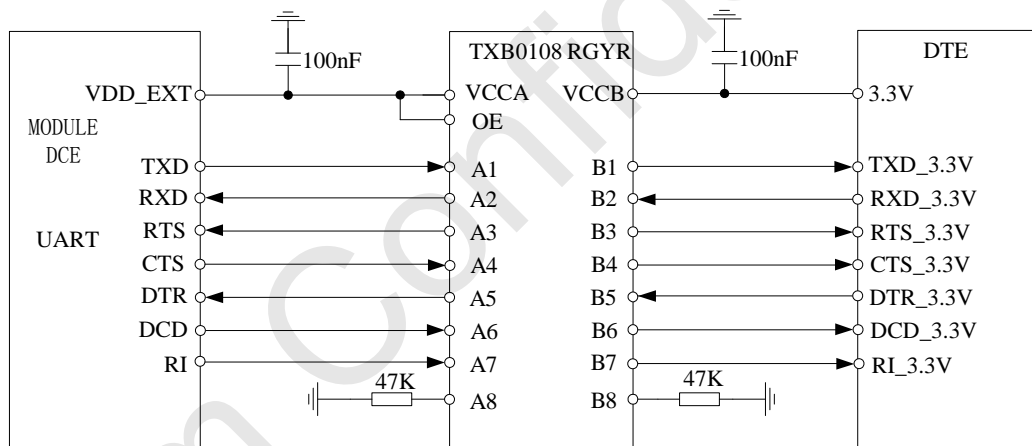 100nF
TXB0108 RGYR
100nF
DTE
VDD_EXT
VCCA
VCCB
3.3V
OE
MODULE
DCE
UART
TXD
A1
B1
TXD_3.3V
RXD
A2
B2
RXD_3.3V
RTS
A3
B3
RTS_3.3V
CTS
A4
B4
CTS_3.3V
DTR
A5
B5
DTR_3.3V
DCD
A6
B6
DCD_3.3V
RI
A7
B7
RI_3.3V
47K
A8
B8
47K